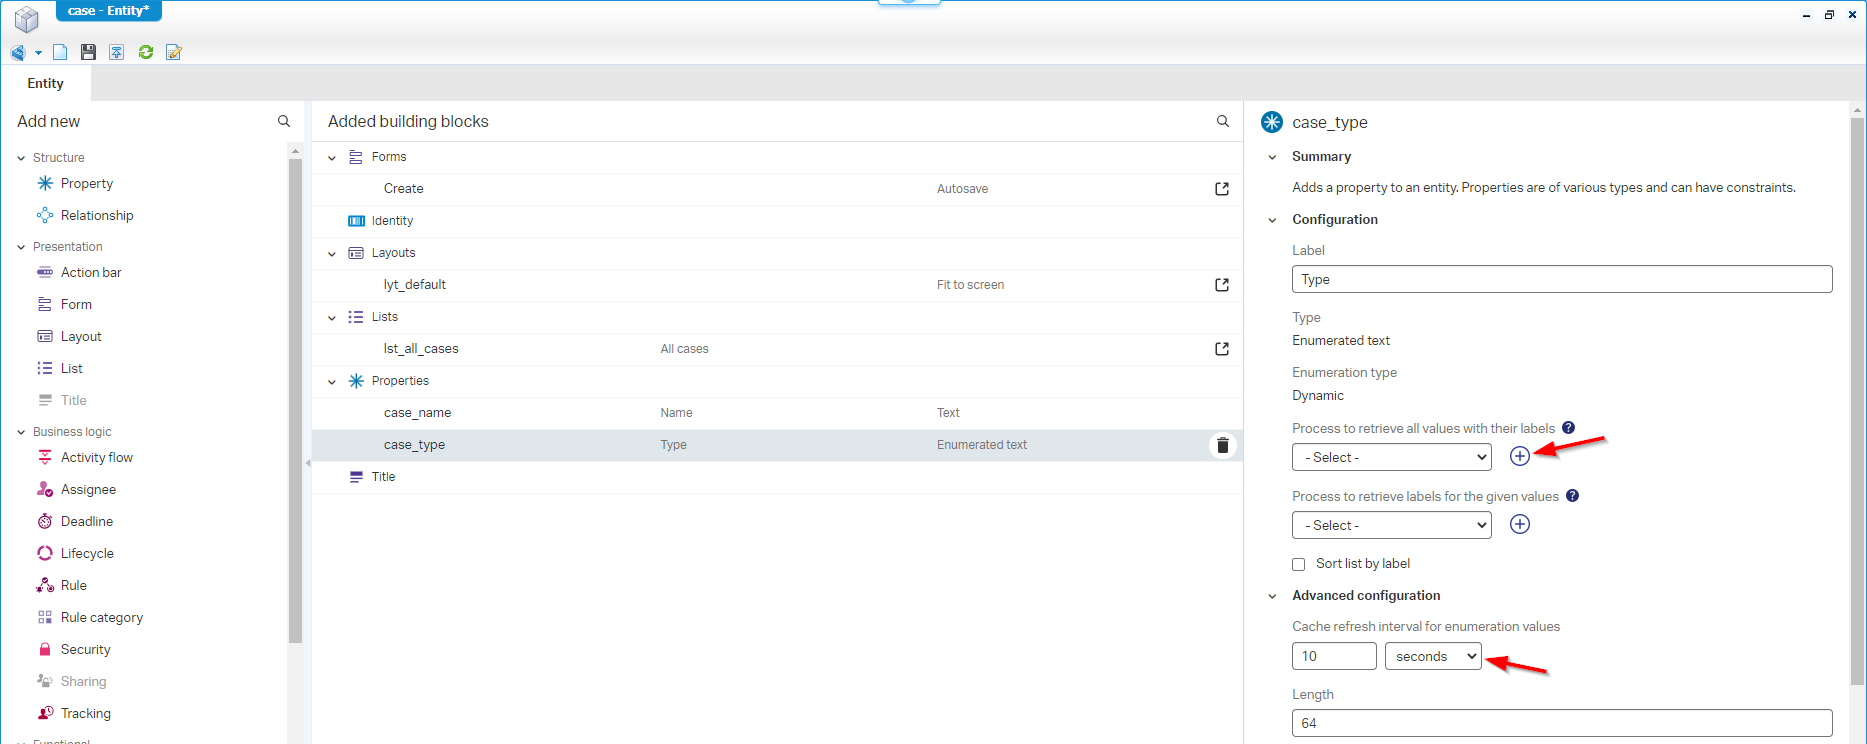 case - Entity*
Entity
Add new
Structure
Property
Relationship
Presentation
Action bar
Form
Layout
List
Title
Business logic
Activity flow
Assignee
Deadline
Lifecycle
Rule
Rule category
Security
Sharing
Tracking
Functional
Added building blocks
Forms
Create Autosave
Identity
Layouts
lyt_default Fit to screen
Lists
lst_all_cases All cases
Properties
case_name Name Text
case_type Type Enumerated text
Title
case_type
Summary
Adds a property to an entity. Properties are of various types and can have constraints.
Configuration
Label
Type
Type
Enumerated text
Enumeration type
Dynamic
Process to retrieve all values with their labels ?
- Select -
Process to retrieve labels for the given values ?
- Select -
Sort list by label
Advanced configuration
Cache refresh interval for enumeration values
10 seconds
Length
64